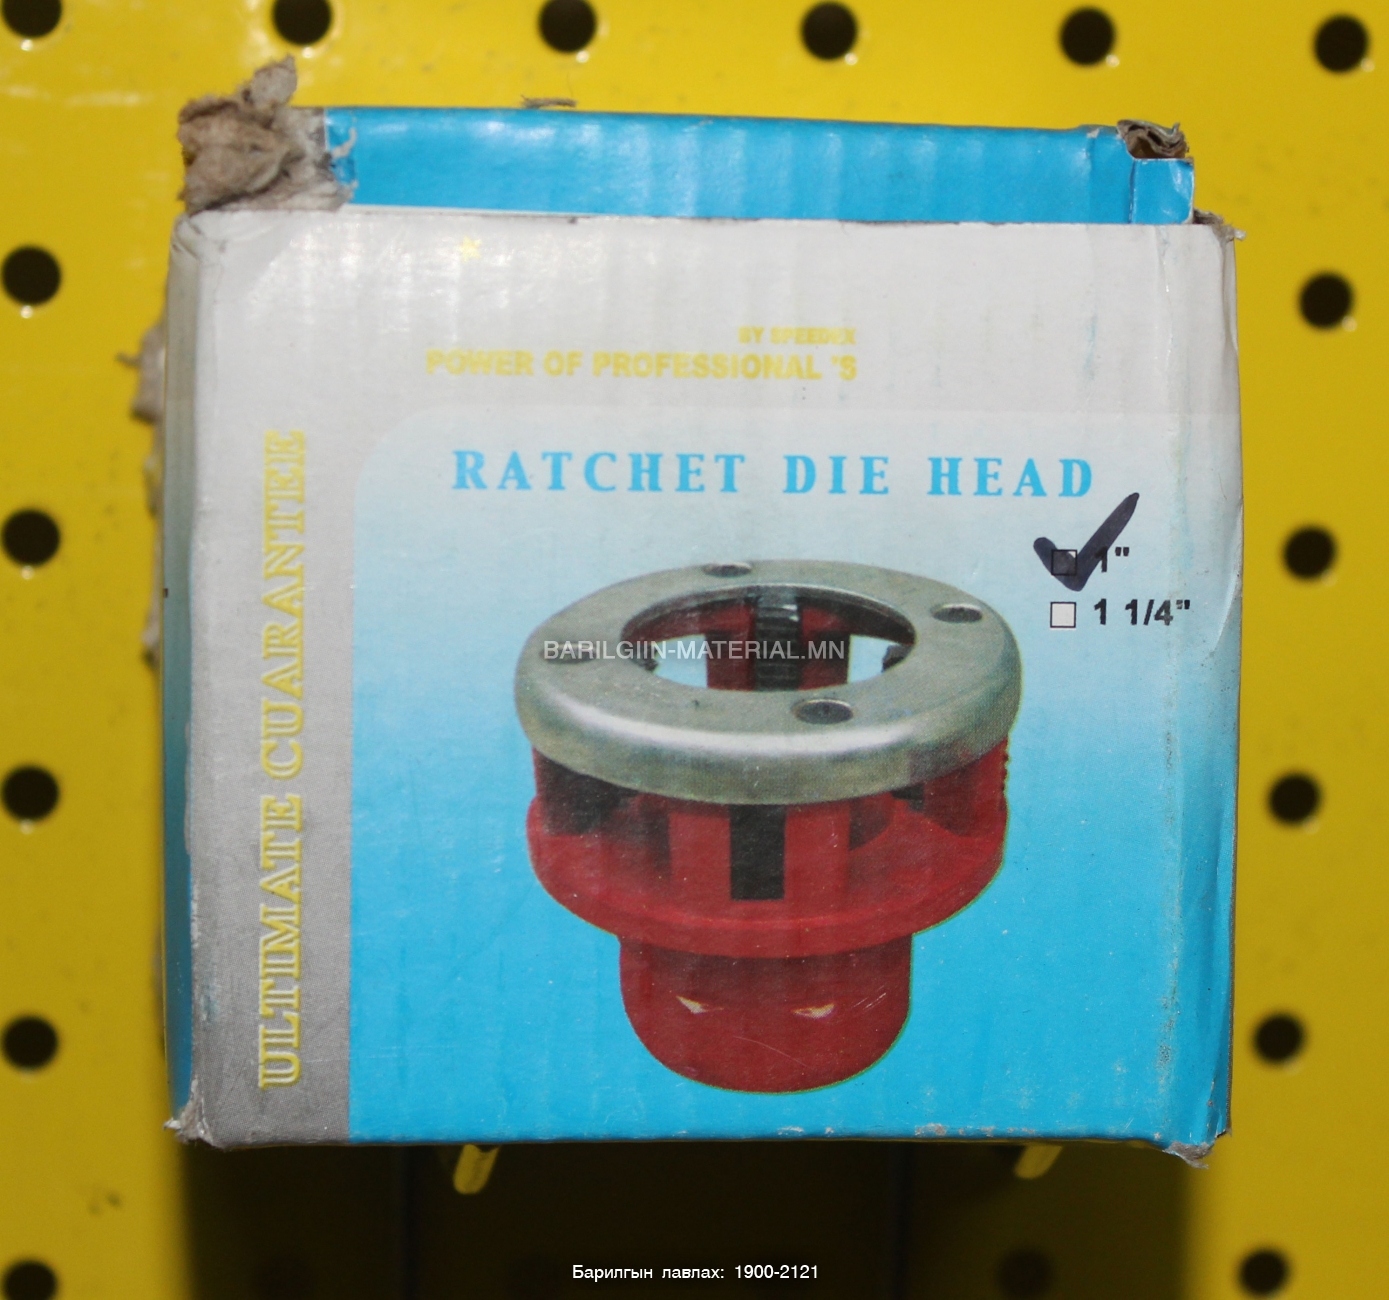 BY SPEEDEX
POWER OF PROFESSIONAL 'S
RATCHET DIE HEAD
1"
1 1/4"
ULTIMATE CUARANTEE
BARILGIIN-MATERIAL.MN
Барилгын лавлах: 1900-2121